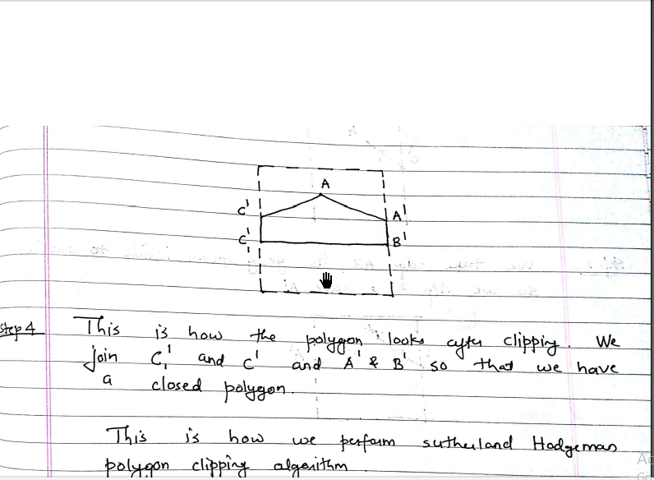 A
C'
A'
C'₁
B'
Step 4 This is how the polygon looks after clipping. We
join C₁' and C' and A' & B' so that we have
a closed polygon.
This is how we perform sutherland Hodgeman
polygon clipping algorithm.